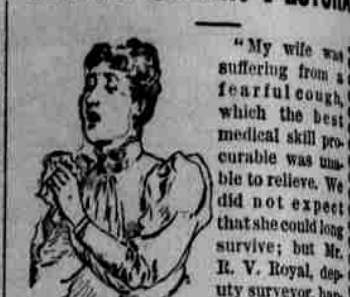 "My wife was
suffering from a
fearful cough,
which the best
medical skill pro-
curable was una-
ble to relieve. We
did not expect
that she could long
survive; but Mr.
R. V. Royal, dep-
uty surveyor, hap-